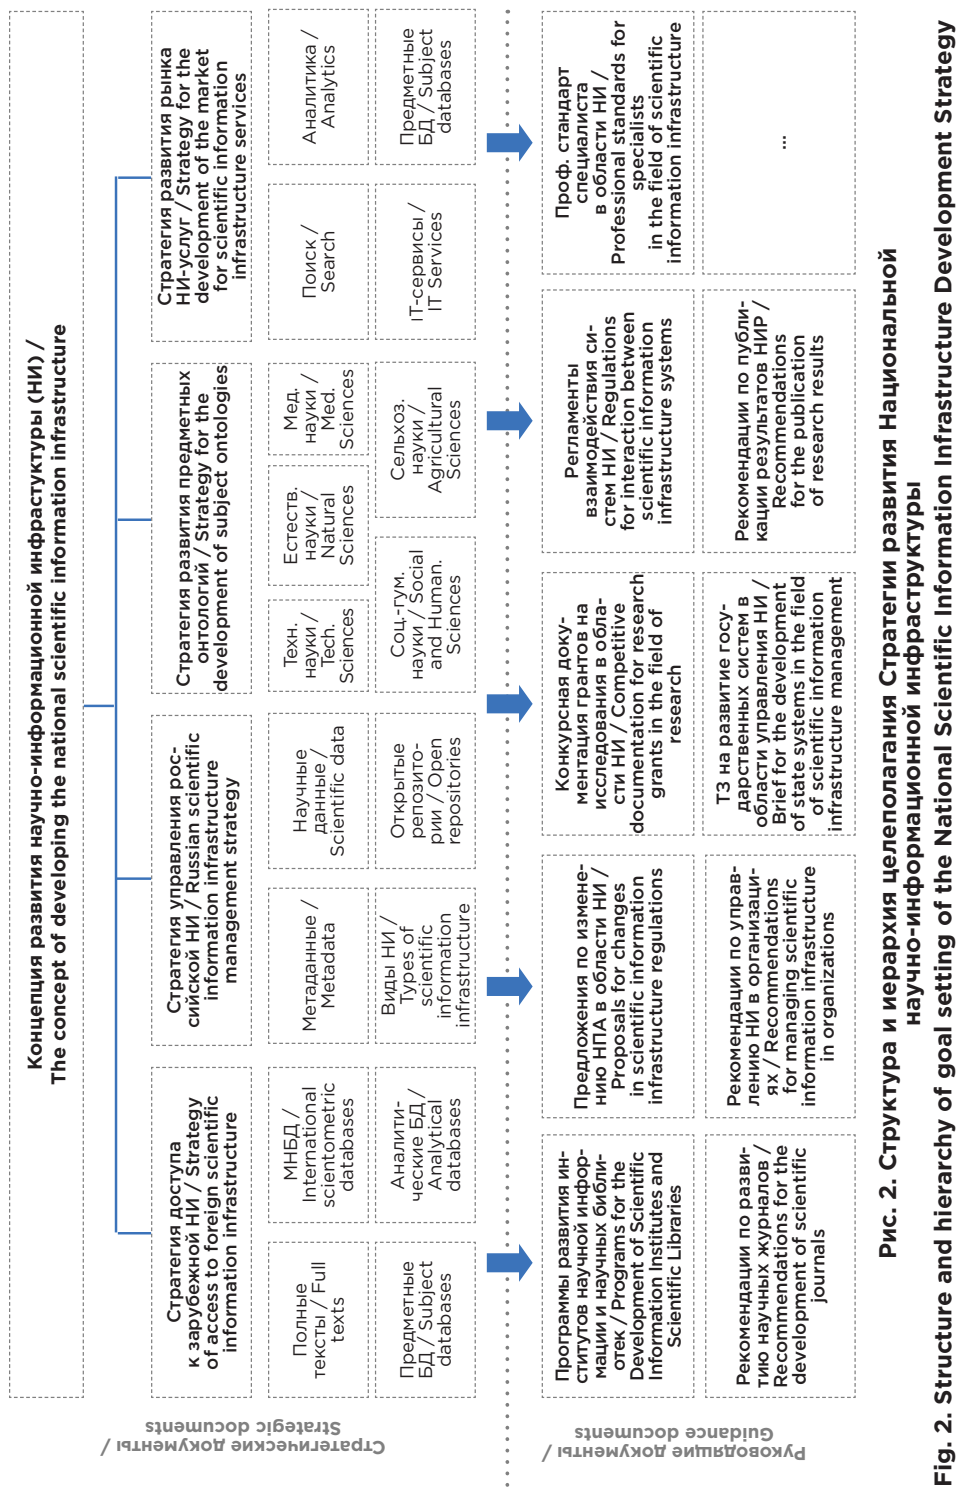 Концепция развития научно-информационной инфрастуктуры (НИ) /
The concept of developing the national scientific information infrastructure
Стратегические документы /
Strategic documents
Стратегия доступа
к зарубежной НИ / Strategy
of access to foreign scientific
information infrastructure
Стратегия управления рос-
сийской НИ / Russian scientific
information infrastructure
management strategy
Стратегия развития предметных
онтологий / Strategy for the
development of subject ontologies
Стратегия развития рынка
НИ-услуг / Strategy for the
development of the market
for scientific information
infrastructure services
Полные
тексты / Full
texts
МНБД /
International
scientometric
databases
Метаданные /
Metadata
Научные
данные /
Scientific data
Техн.
науки /
Tech.
Sciences
Естеств.
науки /
Natural
Sciences
Мед.
науки /
Med.
Sciences
Поиск /
Search
Аналитика /
Analytics
Предметные
БД / Subject
databases
Аналити-
ческие БД /
Analytical
databases
Виды НИ /
Types of
scientific
information
infrastructure
Открытые
репозито-
рии / Open
repositories
Соц.-гум.
науки / Social
and Human.
Sciences
Сельхоз.
науки /
Agricultural
Sciences
IT-сервисы /
IT Services
Предметные
БД / Subject
databases
Руководящие документы /
Guidance documents
Программы развития ин-
ститутов научной инфор-
мации и научных библи-
отек / Programs for the
Development of Scientific
Information Institutes and
Scientific Libraries
Предложения по измене-
нию НПА в области НИ /
Proposals for changes
in scientific information
infrastructure regulations
Конкурсная доку-
ментация грантов на
исследования в обла-
сти НИ / Competitive
documentation for research
grants in the field of
research
Регламенты
взаимодействия си-
стем НИ / Regulations
for interaction between
scientific information
infrastructure systems
Проф. стандарт
специалиста
в области НИ /
Professional standards for
specialists
in the field of scientific
information infrastructure
Рекомендации по разви-
тию научных журналов /
Recommendations for the
development of scientific
journals
Рекомендации по управ-
лению НИ в организаци-
ях / Recommendations
for managing scientific
information infrastructure
in organizations
ТЗ на развитие госу-
дарственных систем в
области управления НИ /
Brief for the development
of state systems in the field
of scientific information
infrastructure management
Рекомендации по публи-
кации результатов НИР /
Recommendations
for the publication
of research results
...
Рис. 2. Структура и иерархия целеполагания Стратегии развития Национальной
научно-информационной инфраструктуры
Fig. 2. Structure and hierarchy of goal setting of the National Scientific Information Infrastructure Development Strategy